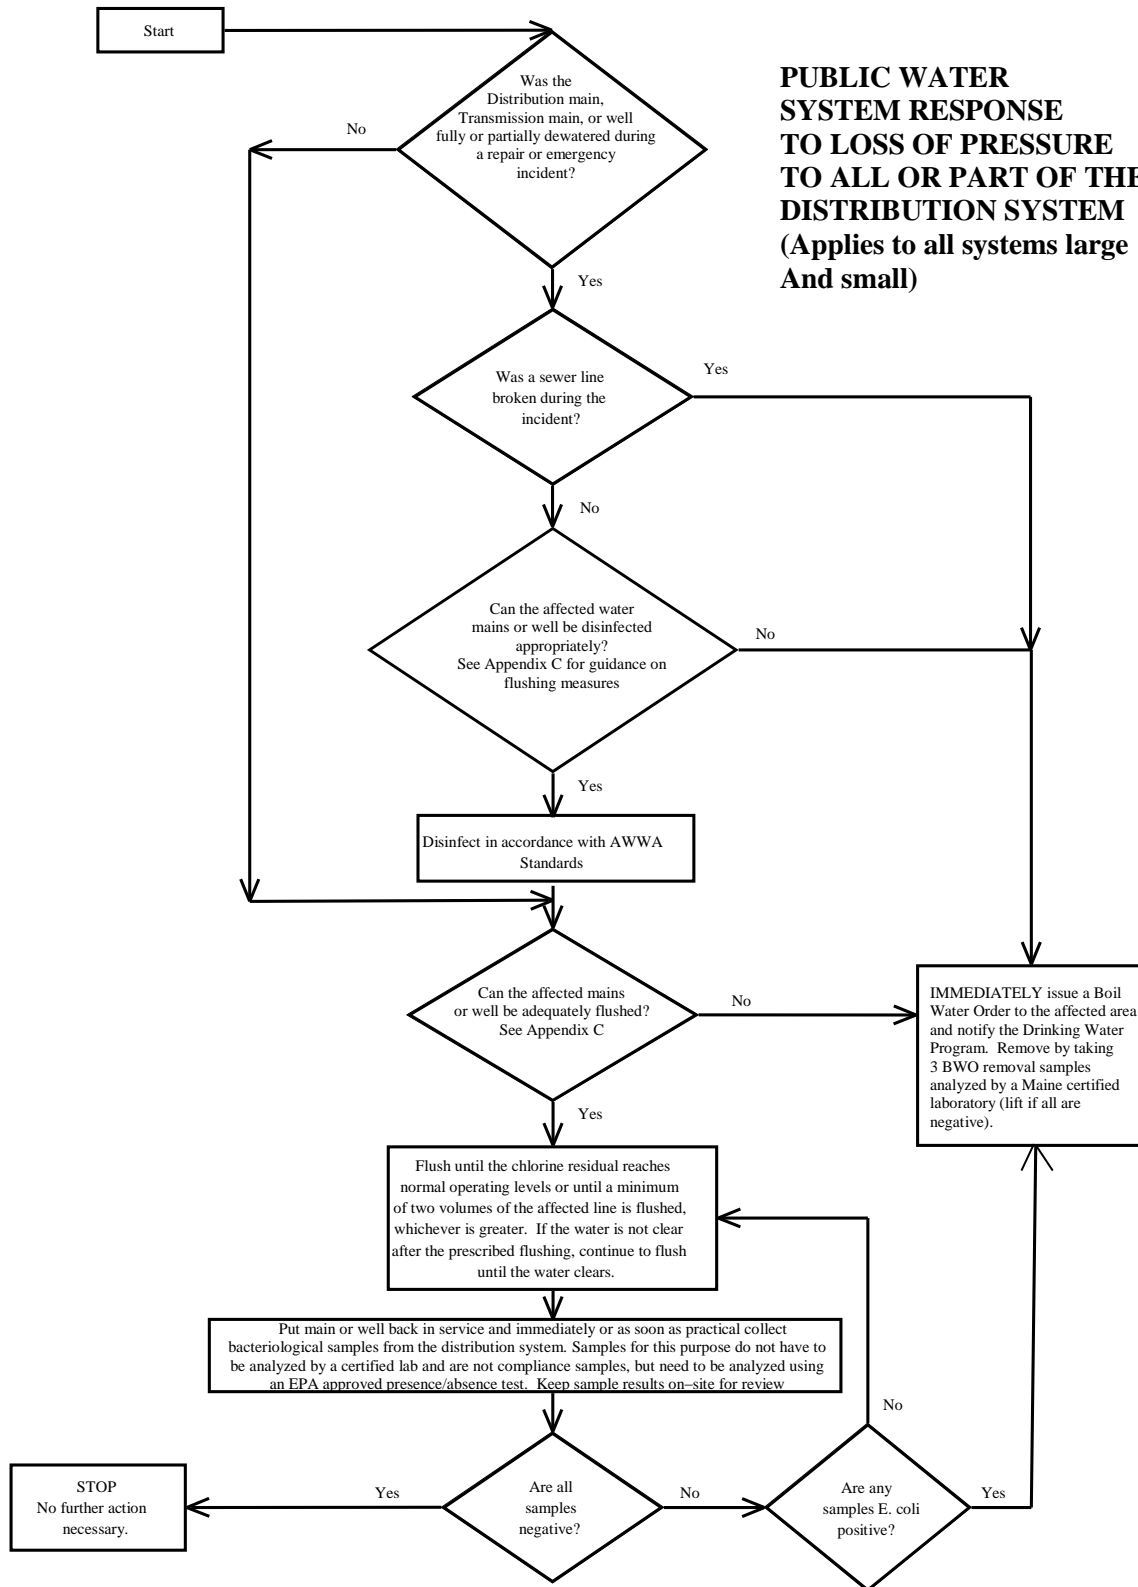 Start
PUBLIC WATER
SYSTEM RESPONSE
TO LOSS OF PRESSURE
TO ALL OR PART OF THE
DISTRIBUTION SYSTEM
(Applies to all systems large
And small)
Was the
Distribution main,
Transmission main, or well
fully or partially dewatered during
a repair or emergency
incident?
No
Yes
Was a sewer line
broken during the
incident?
Yes
No
Can the affected water
mains or well be disinfected
appropriately?
See Appendix C for guidance on
flushing measures
No
Yes
Disinfect in accordance with AWWA
Standards
Can the affected mains
or well be adequately flushed?
See Appendix C
No
IMMEDIATELY issue a Boil
Water Order to the affected area
and notify the Drinking Water
Program. Remove by taking
3 BWO removal samples
analyzed by a Maine certified
laboratory (lift if all are
negative).
Yes
Flush until the chlorine residual reaches
normal operating levels or until a minimum
of two volumes of the affected line is flushed,
whichever is greater. If the water is not clear
after the prescribed flushing, continue to flush
until the water clears.
Put main or well back in service and immediately or as soon as practical collect
bacteriological samples from the distribution system. Samples for this purpose do not have to
be analyzed by a certified lab and are not compliance samples, but need to be analyzed using
an EPA approved presence/absence test. Keep sample results on–site for review
No
STOP
No further action
necessary.
Yes
Are all
samples
negative?
No
Are any
samples E. coli
positive?
Yes